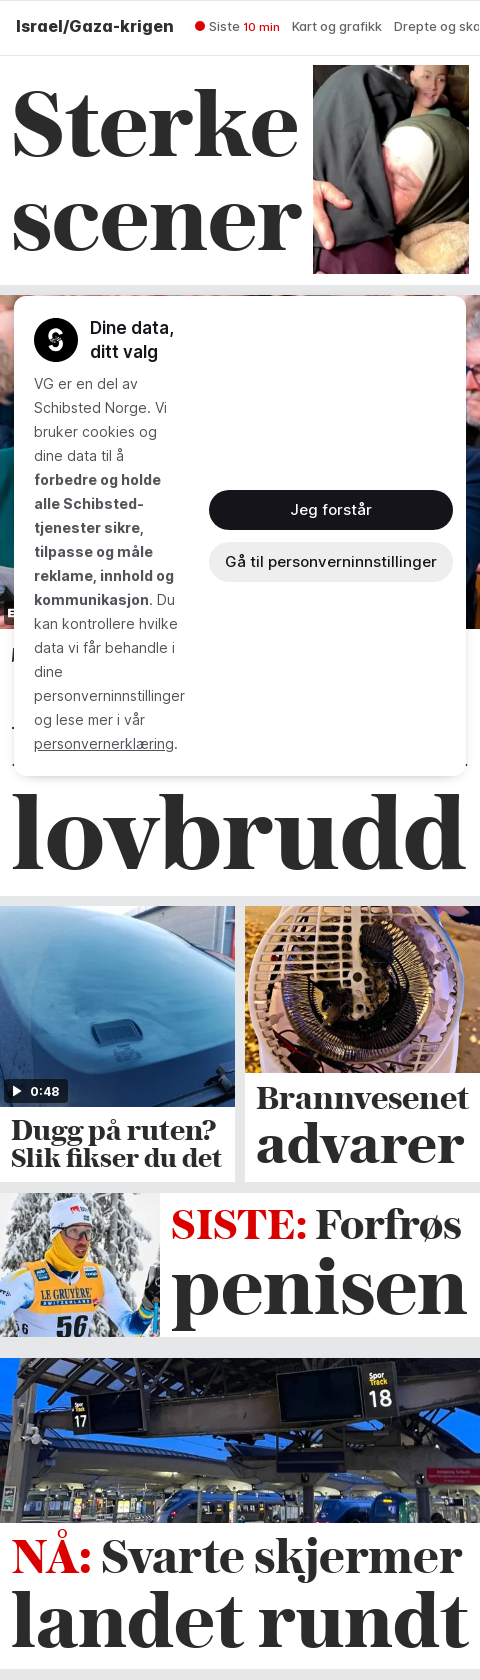 Israel/Gaza-krigen
Siste 10 min
Kart og grafikk
Drepte og
Sterke
scener
Dine data,
ditt valg
VG er en del av
Schibsted Norge. Vi
bruker cookies og
dine data til å
forbedre og holde
alle Schibsted-
tjenester sikre,
tilpasse og måle
reklame, innhold og
kommunikasjon. Du
kan kontrollere hvilke
data vi får behandle i
dine
personverninnstillinger
og lese mer i vår
personvernerklæring.
Jeg forstår
Gå til personverninnstillinger
lovbrudd
0:48
Dugg på ruten?
Slik fikser du det
Brannvesenet
advarer
LE GRUYÈRE
SWITZERLAND
56
SISTE: Forfrøs
penisen
Spor
Track
17
Spor
Track
18
NÅ: Svarte skjermer
landet rundt